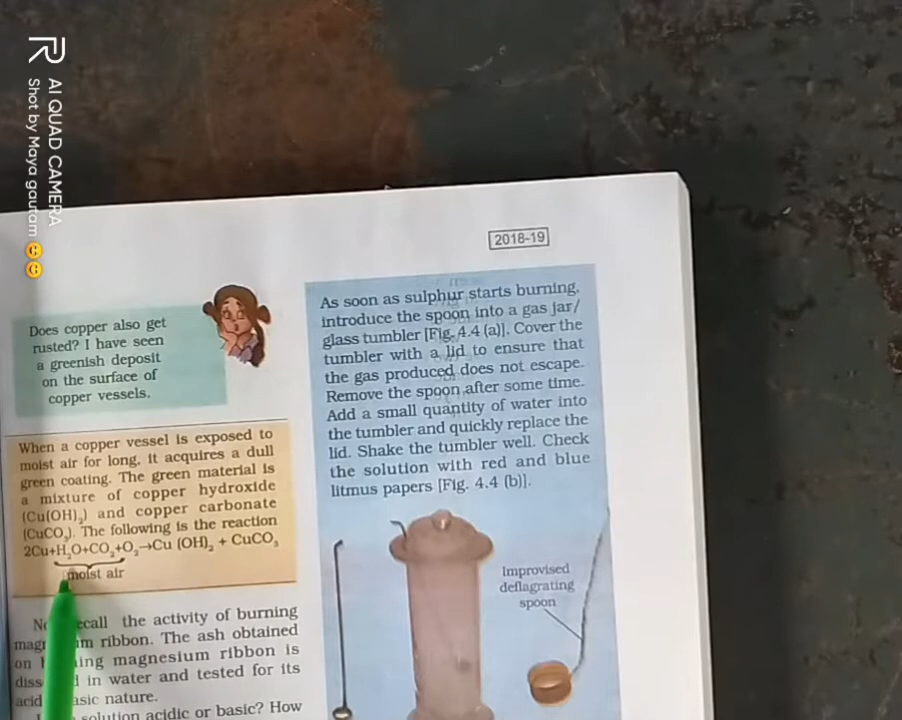 AI QUAD CAMERA
Shot by Maya gautam
2018-19
Does copper also get
rusted? I have seen
a greenish deposit
on the surface of
copper vessels.
When a copper vessel is exposed to
moist air for long, it acquires a dull
green coating. The green material is
a mixture of copper hydroxide
(Cu(OH)₂) and copper carbonate
(CuCO₃). The following is the reaction
2Cu+H₂O+CO₂+O₂→Cu (OH)₂ + CuCO₃
moist air
recall the activity of burning
ribbon. The ash obtained
on magnesium ribbon is
in water and tested for its
nature.
solution acidic or basic? How
As soon as sulphur starts burning,
introduce the spoon into a gas jar/
glass tumbler [Fig. 4.4 (a)]. Cover the
tumbler with a lid to ensure that
the gas produced does not escape.
Remove the spoon after some time.
Add a small quantity of water into
the tumbler and quickly replace the
lid. Shake the tumbler well. Check
the solution with red and blue
litmus papers [Fig. 4.4 (b)].
Improvised
deflagrating
spoon